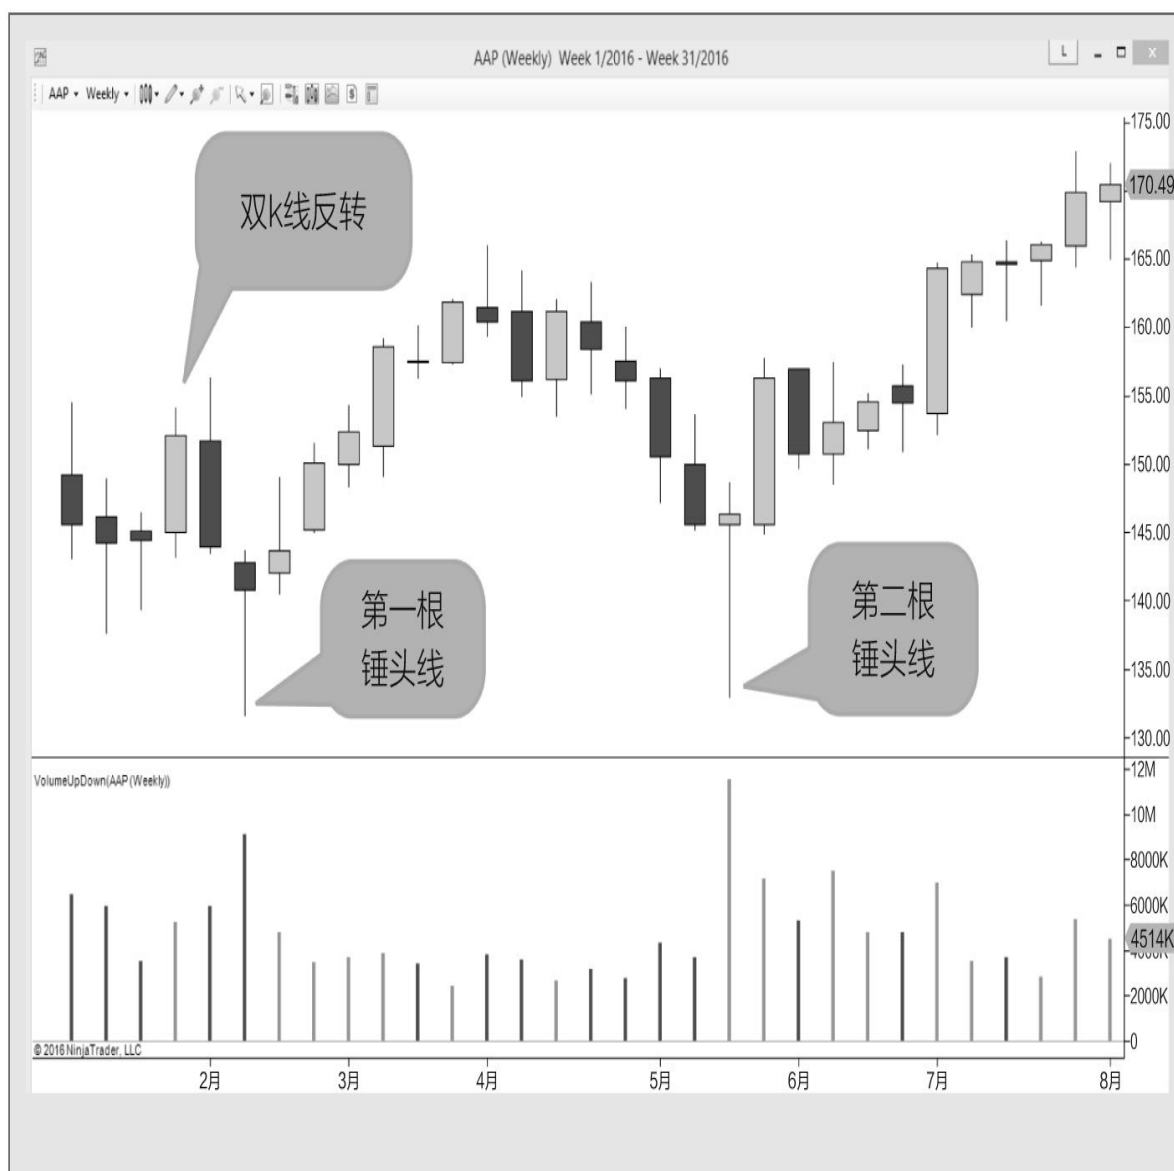 AAP (Weekly) Week 1/2016 - Week 31/2016
L
X
AAP Weekly
175.00
双k线反转
170.49
165.00
160.00
155.00
150.00
145.00
第一根
锤头线
第二根
锤头线
140.00
135.00
130.00
VolumeUpDown(AAP (Weekly))
12M
10M
8000K
6000K
4514K
4000K
2000K
0
© 2016 NinjaTrader, LLC
2月 3月 4月 5月 6月 7月 8月